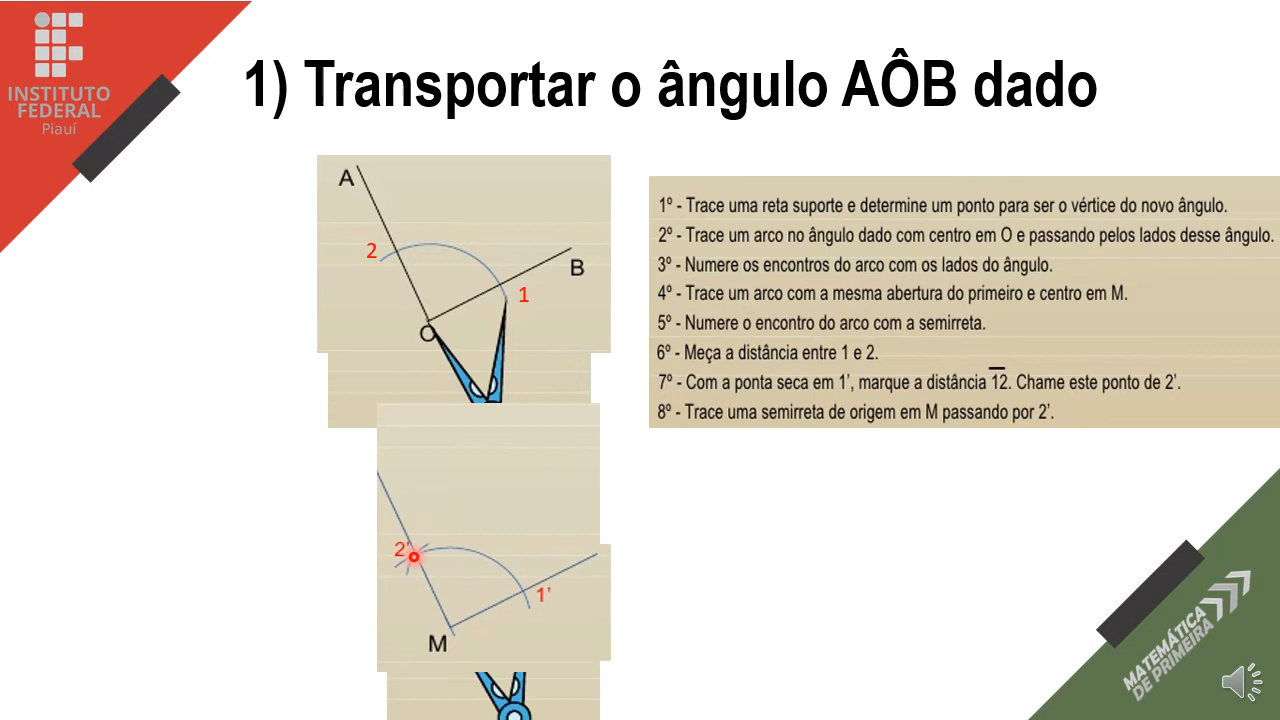 INSTITUTO
FEDERAL
Piauí
1) Transportar o ângulo AÔB dado
A
2
B
1
O
1º - Trace uma reta suporte e determine um ponto para ser o vértice do novo ângulo.
2º - Trace um arco no ângulo dado com centro em O e passando pelos lados desse ângulo.
3º - Numere os encontros do arco com os lados do ângulo.
4º - Trace um arco com a mesma abertura do primeiro e centro em M.
5º - Numere o encontro do arco com a semirreta.
6º - Meça a distância entre 1 e 2.
7º - Com a ponta seca em 1’, marque a distância 1̅2̅. Chame este ponto de 2’.
8º - Trace uma semirreta de origem em M passando por 2’.
2’
1’
M
MATEMÁTICA
DE PRIMEIRA